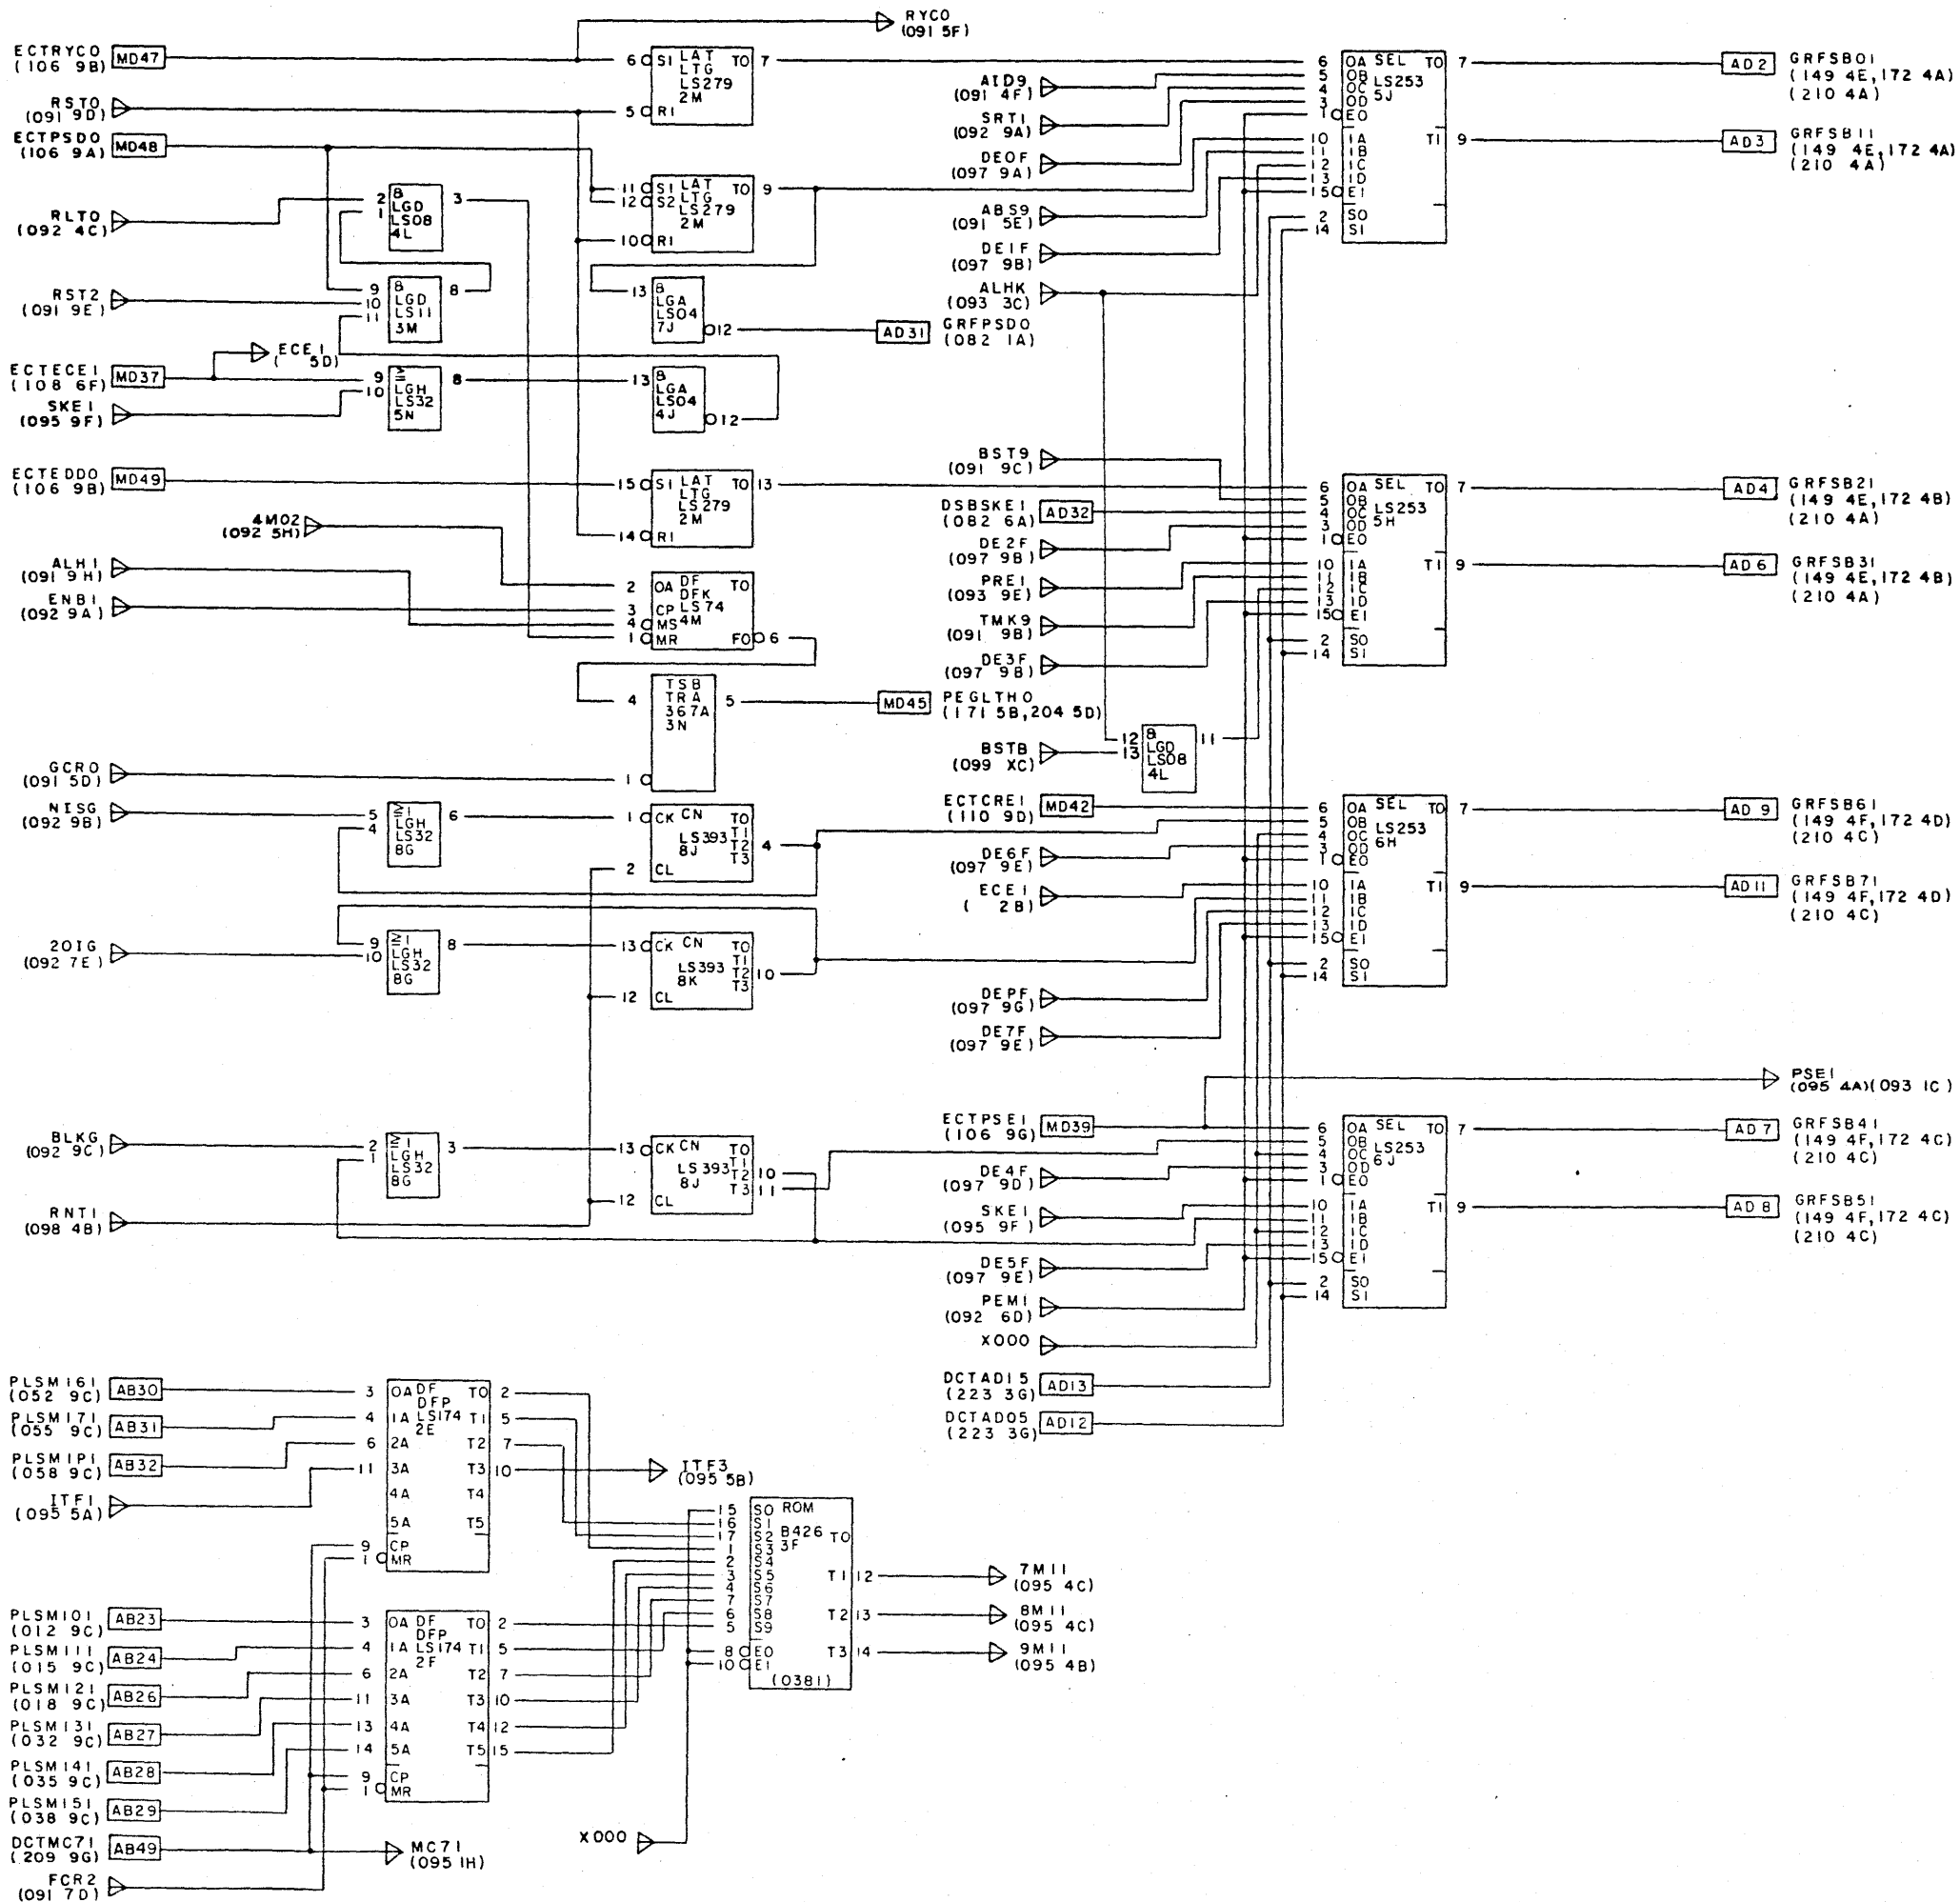 RYCO
(091 5F)
ECTRYCO
(106 9B)
MD47
RSTO
(091 9D)
ECTPSDO
(106 9A)
MD48
RLTO
(092 4C)
RST2
(091 9E)
ECE1
( 5D)
ECTECE1
(108 6F)
MD37
SKE1
(095 9F)
ECTEDDO
(106 9B)
MD49
4M02
(092 5H)
ALH1
(091 9H)
ENB1
(092 9A)
GCRO
(091 5D)
NISG
(092 9B)
2OIG
(092 7E)
BLKG
(092 9C)
RNT1
(098 4B)
6 S1 LAT TO 7
LTG
LS279
2M
5 R1
11 S1 LAT TO 9
12 S2 LTG
LS279
2M
10 R1
2 & 3
1 LGD
LS08
4L
9 & 8
10 LGD
11 LS11
3M
13 &
LGA
LS04
7J 12
AD31 GRFPSDO
(082 1A)
9 ≥ 8
10 LGH
LS32
5N
13 &
LGA
LS04
4J 12
15 S1 LAT TO 13
LTG
LS279
2M
14 R1
2 OA DF TO
DFK
3 CP LS74
4 MS 4M
1 MR FO 6
4 TSB 5
TRA
367A
3N
1
MD45 PEGLTHO
(171 5B,204 5D)
5 ≥1 6
4 LGH
LS32
8G
1 CK CN TO
T1
LS393 T2 4
8J T3
2 CL
9 ≥1 8
10 LGH
LS32
8G
13 CK CN TO
T1
LS393 T2 10
8K T3
12 CL
2 ≥1 3
1 LGH
LS32
8G
13 CK CN TO
T1
LS393 T2 10
8J T3 11
12 CL
AID9
(091 4F)
SRT1
(092 9A)
DEOF
(097 9A)
ABS9
(091 5E)
DE1F
(097 9B)
ALHK
(093 3C)
6 OA SEL TO 7
5 OB
4 OC LS253
3 OD 5J
1 EO
10 IA T1 9
11 IB
12 IC
13 ID
15 E1
2 SO
14 S1
AD2 GRFSB01
(149 4E,172 4A)
(210 4A)
AD3 GRFSB11
(149 4E,172 4A)
(210 4A)
BST9
(091 9C)
DSBSKE1
(082 6A)
AD32
DE2F
(097 9B)
PRE1
(093 9E)
TMK9
(091 9B)
DE3F
(097 9B)
6 OA SEL TO 7
5 OB
4 OC LS253
3 OD 5H
1 EO
10 IA T1 9
11 IB
12 IC
13 ID
15 E1
2 SO
14 S1
AD4 GRFSB21
(149 4E,172 4B)
(210 4A)
AD6 GRFSB31
(149 4E,172 4B)
(210 4A)
BSTB
(099 XC)
12 & 11
13 LGD
LS08
4L
ECTCRE1
(110 9D)
MD42
DE6F
(097 9E)
ECE1
( 2B)
DEPF
(097 9G)
DE7F
(097 9E)
6 OA SEL TO 7
5 OB
4 OC LS253
3 OD 6H
1 EO
10 IA T1 9
11 IB
12 IC
13 ID
15 E1
2 SO
14 S1
AD 9 GRFSB61
(149 4F,172 4D)
(210 4C)
AD11 GRFSB71
(149 4F,172 4D)
(210 4C)
PSE1
(095 4A)(093 1C)
ECTPSE1
(106 9G)
MD39
DE4F
(097 9D)
SKE1
(095 9F)
DE5F
(097 9E)
PEM1
(092 6D)
X000
DCTAD15
(223 3G)
AD13
DCTAD05
(223 3G)
AD12
6 OA SEL TO 7
5 OB
4 OC LS253
3 OD 6J
1 EO
10 IA T1 9
11 IB
12 IC
13 ID
15 E1
2 SO
14 S1
AD 7 GRFSB41
(149 4F,172 4C)
(210 4C)
AD 8 GRFSB51
(149 4F,172 4C)
(210 4C)
PLSM161
(052 9C)
AB30
PLSM171
(055 9C)
AB31
PLSM1P1
(058 9C)
AB32
ITF1
(095 5A)
3 OA DF TO 2
DFP
4 1A LS174 T1 5
2E
6 2A T2 7
11 3A T3 10
4A T4
5A T5
9 CP
1 MR
ITF3
(095 5B)
PLSM101
(012 9C)
AB23
PLSM111
(015 9C)
AB24
PLSM121
(018 9C)
AB26
PLSM131
(032 9C)
AB27
PLSM141
(035 9C)
AB28
PLSM151
(038 9C)
AB29
DCTMC71
(209 9G)
AB49
FCR2
(091 7D)
3 OA DF TO 2
DFP
4 1A LS174 T1 5
2F
6 2A T2 7
11 3A T3 10
13 4A T4 12
14 5A T5 15
9 CP
1 MR
MC71
(095 1H)
X000
15 SO ROM
16 S1
17 S2 B426 TO
1 S3 3F
2 S4
3 S5 T1 12
4 S6
7 S7
6 S8 T2 13
5 S9
8 EO T3 14
10 E1
(0381)
7M11
(095 4C)
8M11
(095 4C)
9M11
(095 4B)